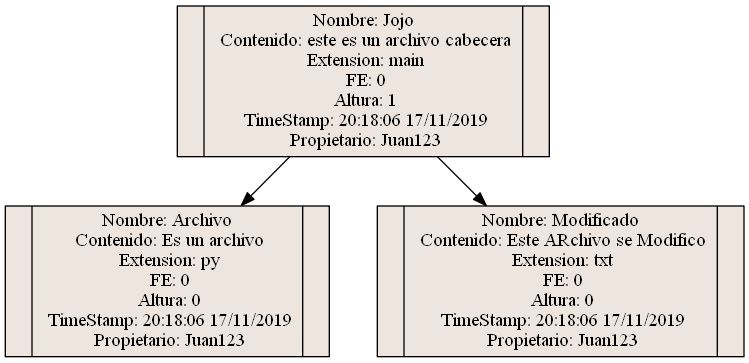 Nombre: Jojo
Contenido: este es un archivo cabecera
Extension: main
FE: 0
Altura: 1
TimeStamp: 20:18:06 17/11/2019
Propietario: Juan123
Nombre: Archivo
Contenido: Es un archivo
Extension: py
FE: 0
Altura: 0
TimeStamp: 20:18:06 17/11/2019
Propietario: Juan123
Nombre: Modificado
Contenido: Este ARchivo se Modifico
Extension: txt
FE: 0
Altura: 0
TimeStamp: 20:18:06 17/11/2019
Propietario: Juan123